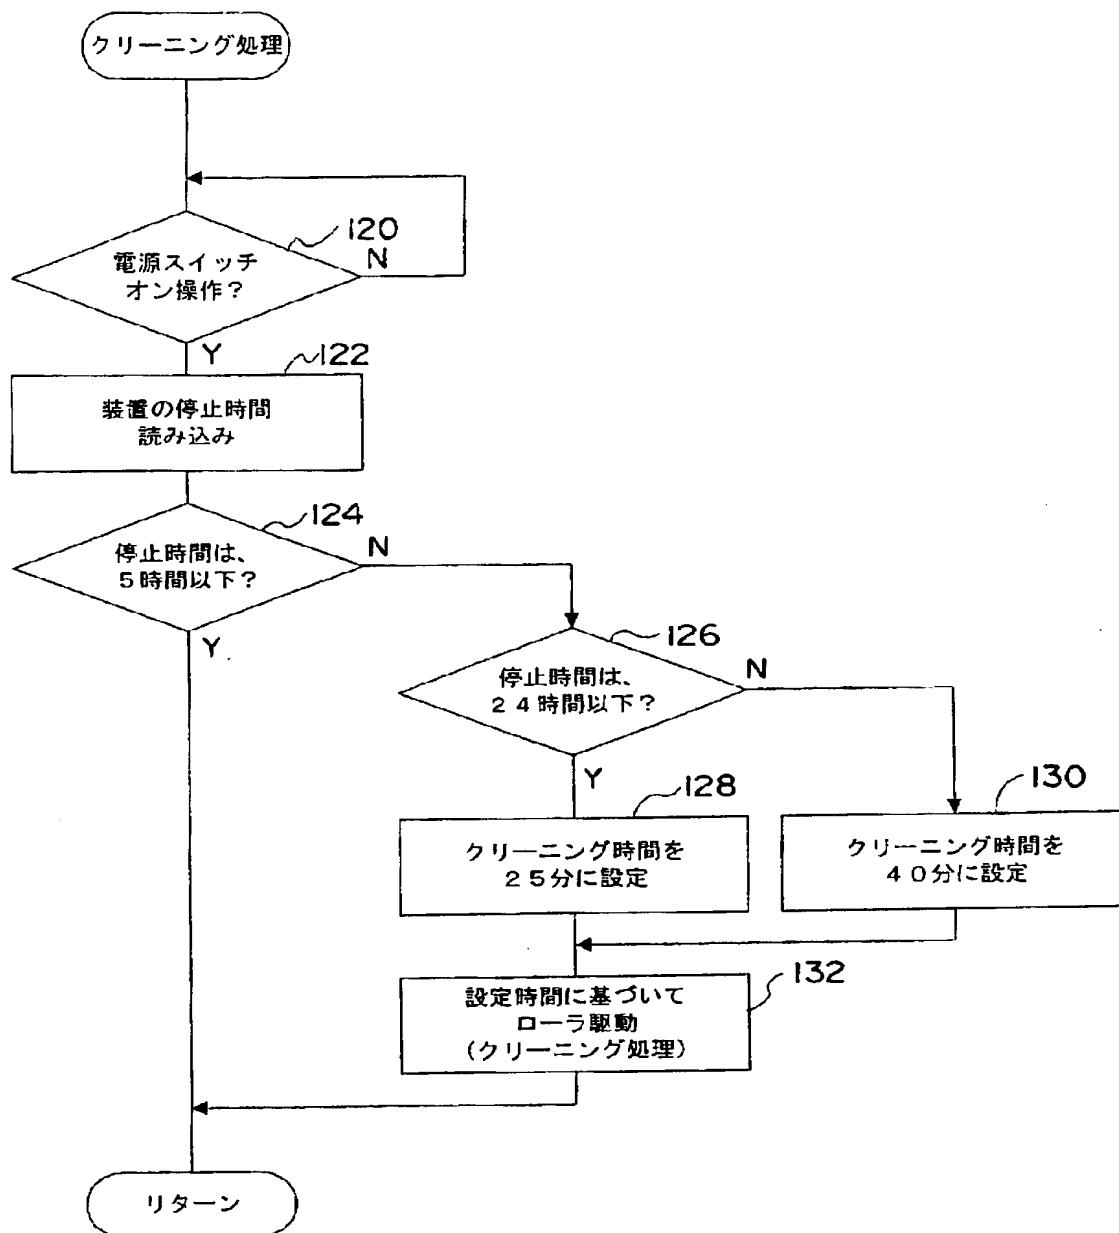 クリーニング処理
120
電源スイッチ
オン操作？
N
Y
122
装置の停止時間
読み込み
124
停止時間は、
５時間以下？
N
Y
126
停止時間は、
２４時間以下？
N
Y
128
クリーニング時間を
２５分に設定
130
クリーニング時間を
４０分に設定
132
設定時間に基づいて
ローラ駆動
(クリーニング処理)
リターン